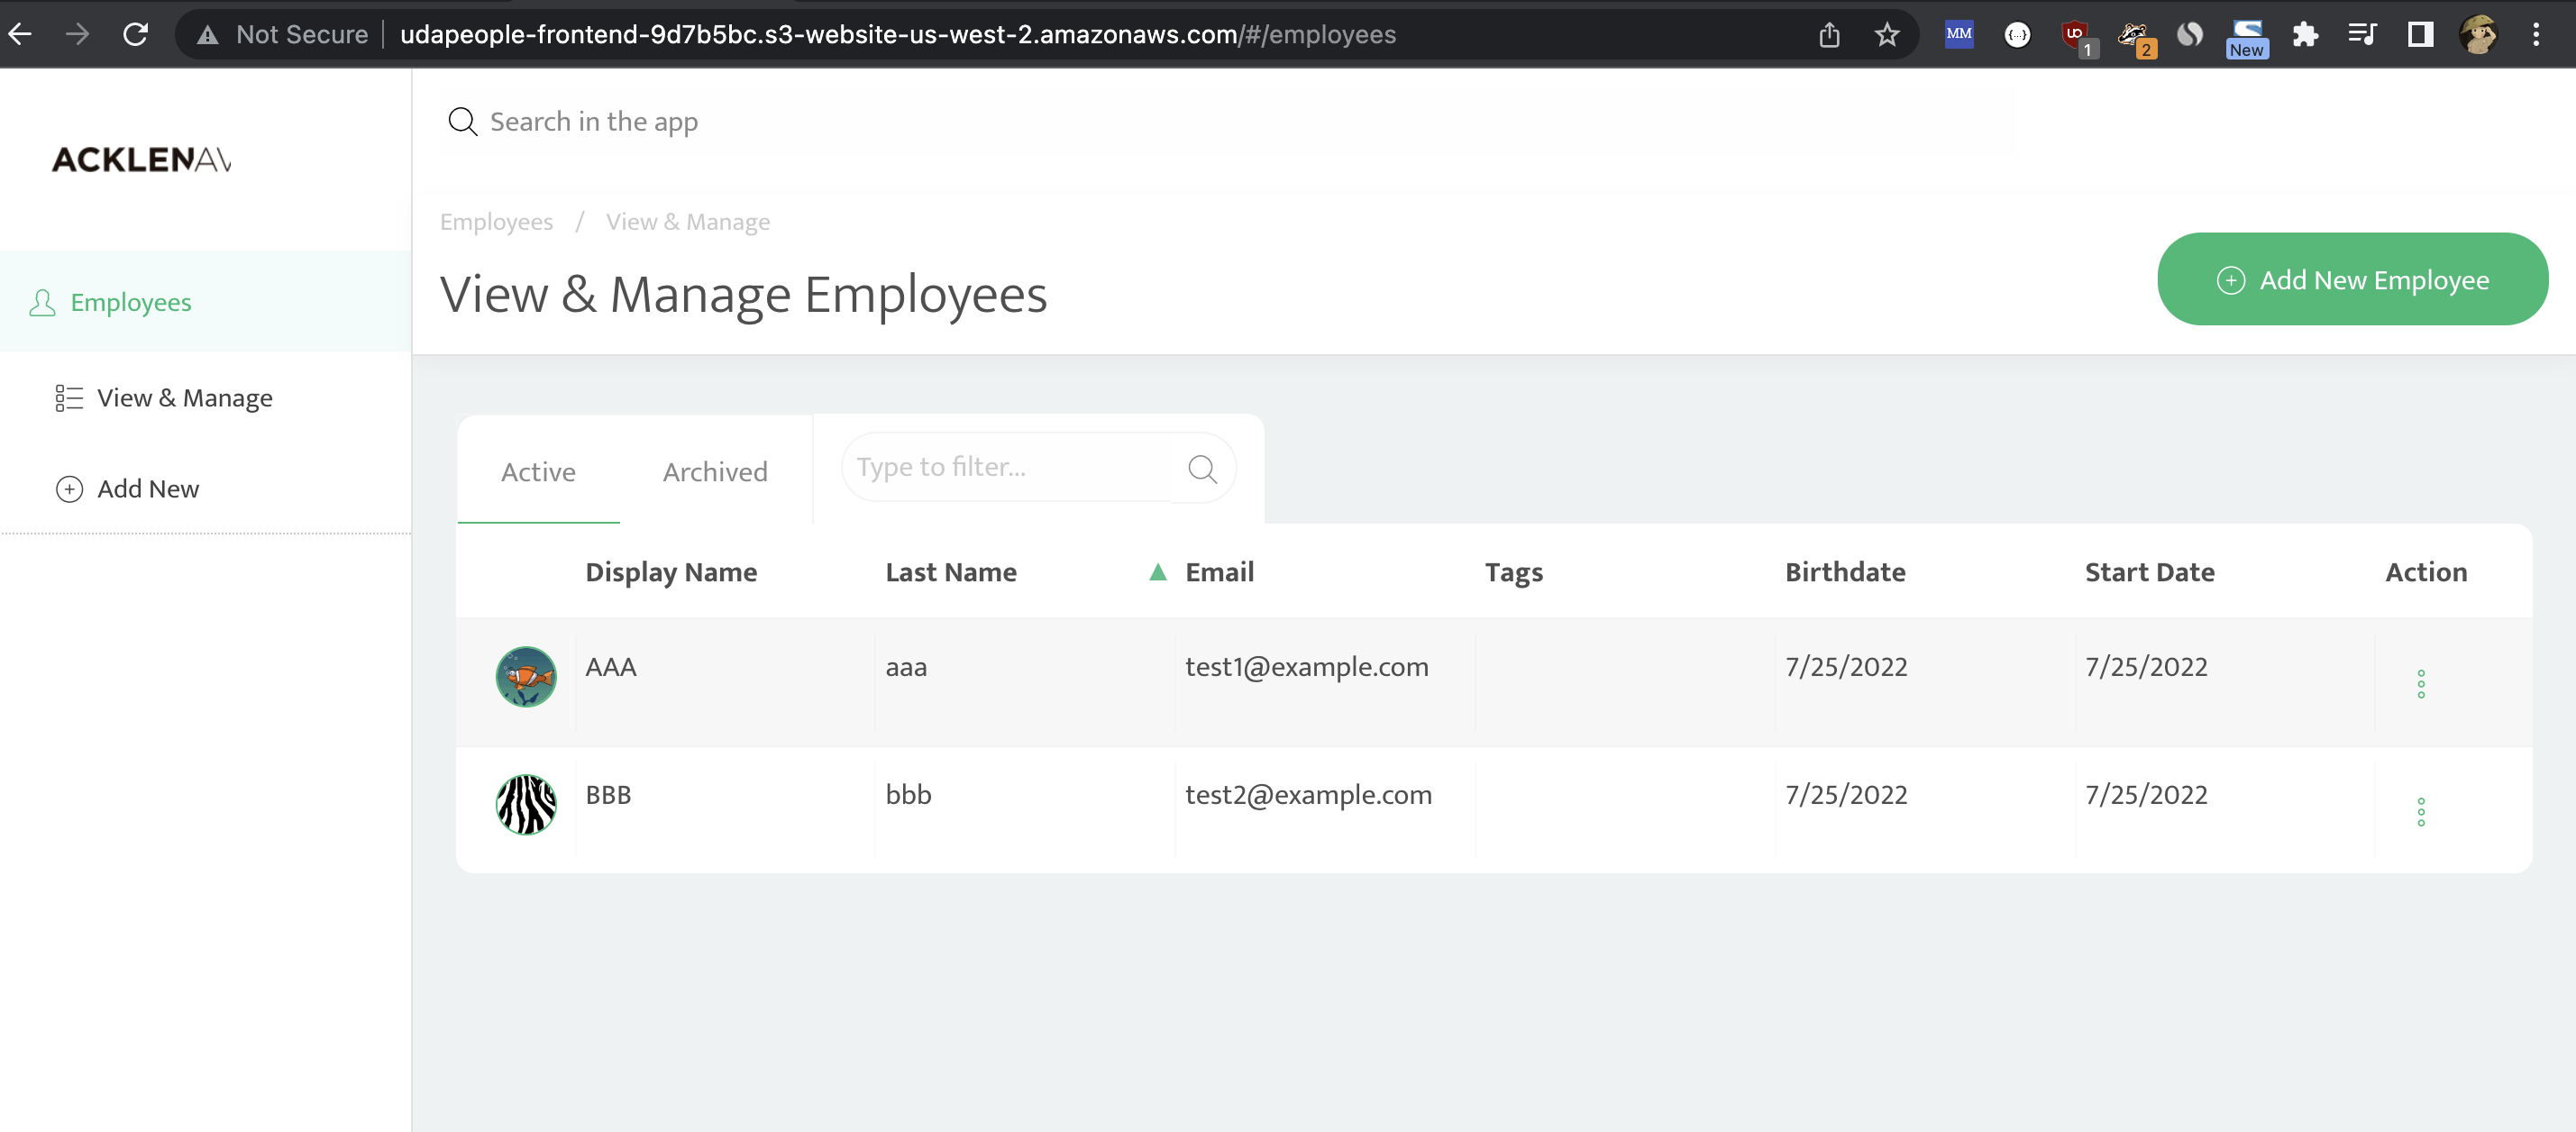 Not Secure udapeople-frontend-9d7b5bc.s3-website-us-west-2.amazonaws.com/#/employees MM {...} UD 1 2 New
Search in the app
ACKLENAV
Employees / View & Manage
View & Manage Employees
Add New Employee
Employees
View & Manage
Add New
Active Archived Type to filter...
Display Name Last Name Email Tags Birthdate Start Date Action
AAA aaa test1@example.com 7/25/2022 7/25/2022
BBB bbb test2@example.com 7/25/2022 7/25/2022